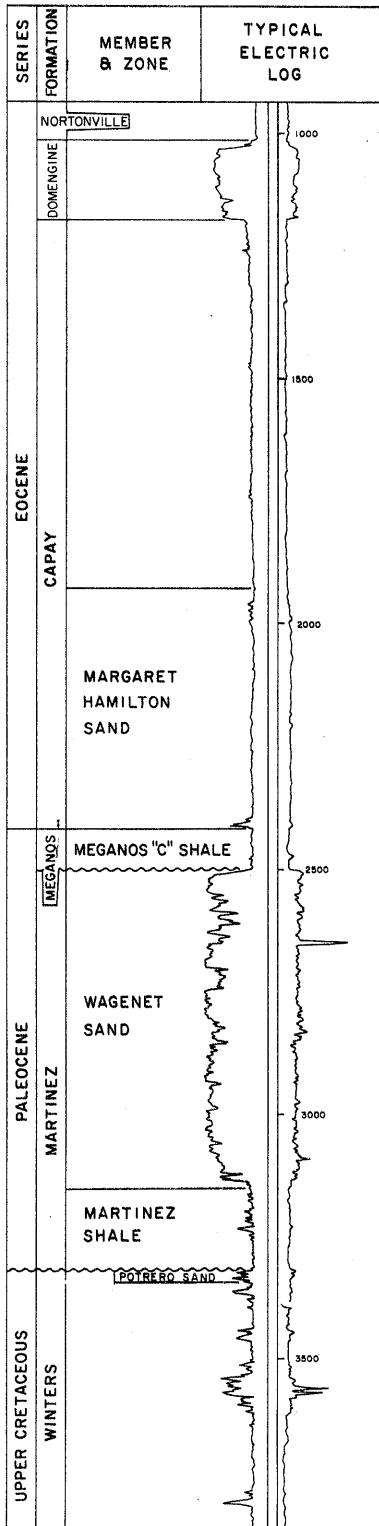 SERIES
FORMATION
MEMBER
& ZONE
TYPICAL
ELECTRIC
LOG
NORTONVILLE
1000
DOMENGINE
1500
EOCENE
CAPAY
2000
MARGARET
HAMILTON
SAND
MEGANOS
MEGANOS "C" SHALE
2500
WAGENET
SAND
PALEOCENE
MARTINEZ
3000
MARTINEZ
SHALE
POTRERO SAND
UPPER CRETACEOUS
WINTERS
3500